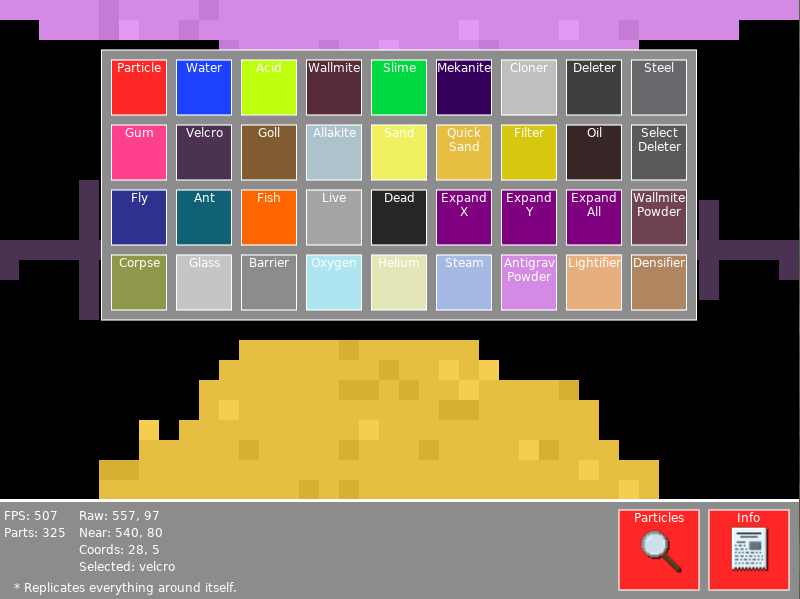 Particle Water Acid Wallmite Slime Mekanite Cloner Deleter Steel
Gum Velcro Goll Allakite Sand Quick Sand Filter Oil Select Deleter
Fly Ant Fish Live Dead Expand X Expand Y Expand All Wallmite Powder
Corpse Glass Barrier Oxygen Helium Steam Antigrav Powder Lightifier Densifier
FPS: 507 Raw: 557, 97
Parts: 325 Near: 540, 80
Coords: 28, 5
Selected: velcro
* Replicates everything around itself.
Particles Info